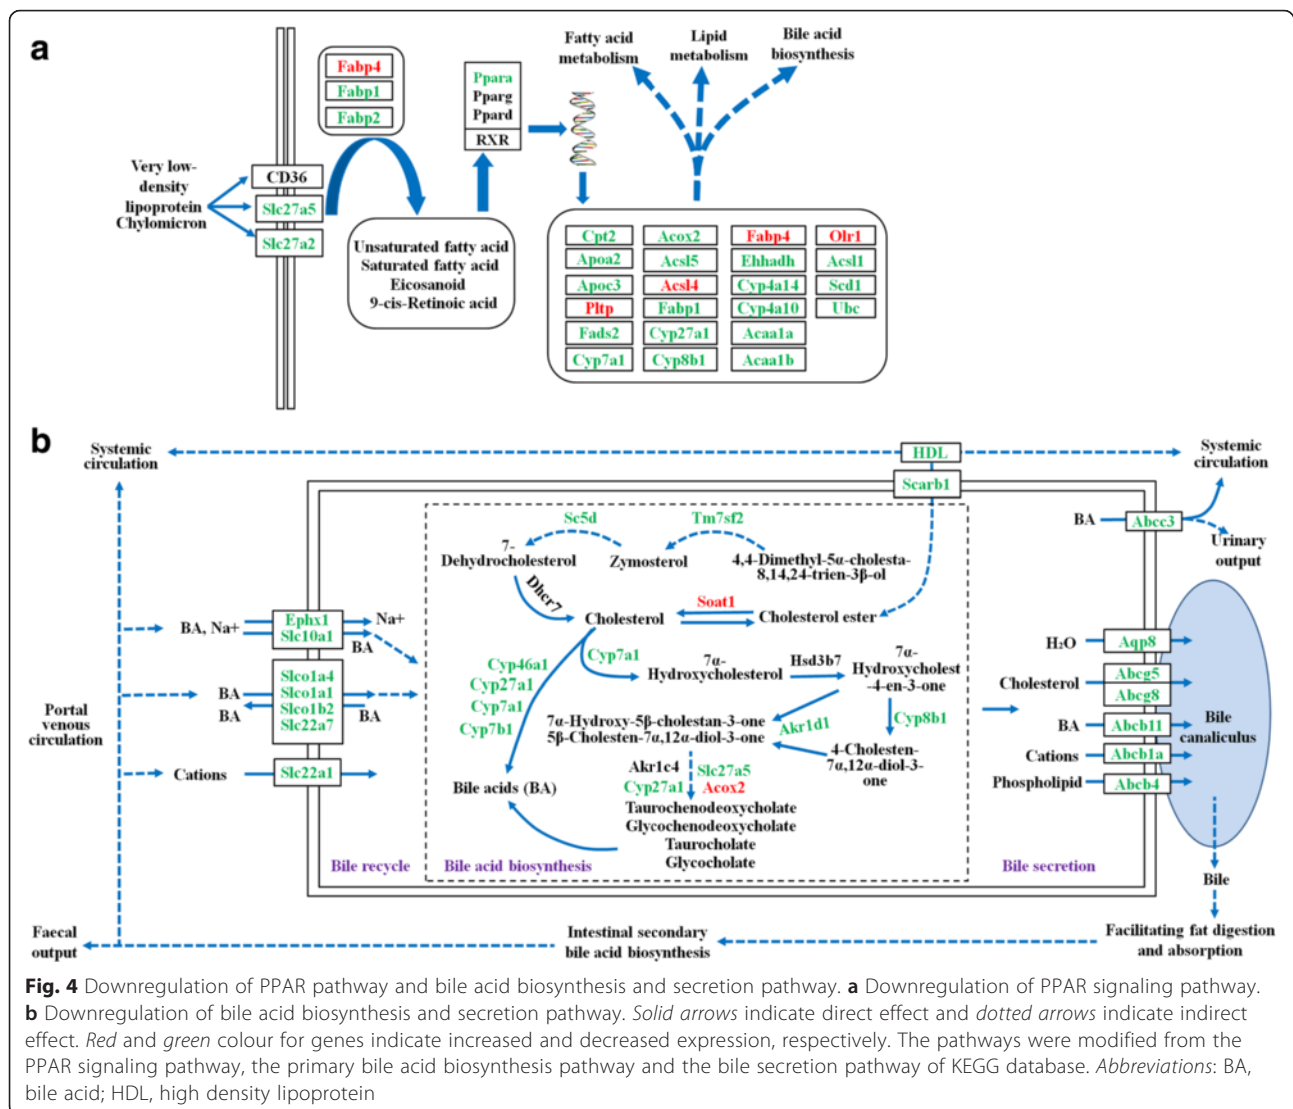 a
Fabp4
Fabp1
Fabp2
Very low-
density
lipoprotein
Chylomicron
CD36
Slc27a5
Slc27a2
Unsaturated fatty acid
Saturated fatty acid
Eicosanoid
9-cis-Retinoic acid
Ppara
Pparg
Ppard
RXR
Fatty acid
metabolism
Lipid
metabolism
Bile acid
biosynthesis
Cpt2 Acox2 Fabp4 Olr1
Apoa2 Acsl5 Ehhadh Acsl1
Apoc3 Acsl4 Cyp4a14 Scd1
Pltp Fabp1 Cyp4a10 Ubc
Fads2 Cyp27a1 Acaa1a
Cyp7a1 Cyp8b1 Acaa1b
b
Systemic
circulation
HDL
Scarb1
Systemic
circulation
BA
Abcc3
Urinary
output
Sc5d
Tm7sf2
7-
Dehydrocholesterol
Zymosterol
4,4-Dimethyl-5α-cholesta-
8,14,24-trien-3β-ol
Dhcr7
Cholesterol
Soat1
Cholesterol ester
BA, Na+
Ephx1
Slc10a1
Na+
BA
Slco1a4
Slco1a1
Slco1b2
Slc22a7
BA
BA
BA
Portal
venous
circulation
Cations
Slc22a1
Cyp46a1
Cyp27a1
Cyp7a1
Cyp7b1
Cyp7a1
7α-
Hydroxycholesterol
Hsd3b7
7α-
Hydroxycholest
-4-en-3-one
7α-Hydroxy-5β-cholestan-3-one
5β-Cholesten-7α,12α-diol-3-one
Akr1d1
Cyp8b1
4-Cholesten-
7α,12α-diol-3-
one
Akr1c4
Cyp27a1
Slc27a5
Acox2
Bile acids (BA)
Taurochenodeoxycholate
Glycochenodeoxycholate
Taurocholate
Glycocholate
H₂O
Aqp8
Cholesterol
Abcg5
Abcg8
BA
Abcb11
Cations
Abcb1a
Phospholipid
Abcb4
Bile
canaliculus
Bile recycle
Bile acid biosynthesis
Bile secretion
Bile
Faecal
output
Intestinal secondary
bile acid biosynthesis
Facilitating fat digestion
and absorption
Fig. 4 Downregulation of PPAR pathway and bile acid biosynthesis and secretion pathway. a Downregulation of PPAR signaling pathway.
b Downregulation of bile acid biosynthesis and secretion pathway. Solid arrows indicate direct effect and dotted arrows indicate indirect
effect. Red and green colour for genes indicate increased and decreased expression, respectively. The pathways were modified from the
PPAR signaling pathway, the primary bile acid biosynthesis pathway and the bile secretion pathway of KEGG database. Abbreviations: BA,
bile acid; HDL, high density lipoprotein